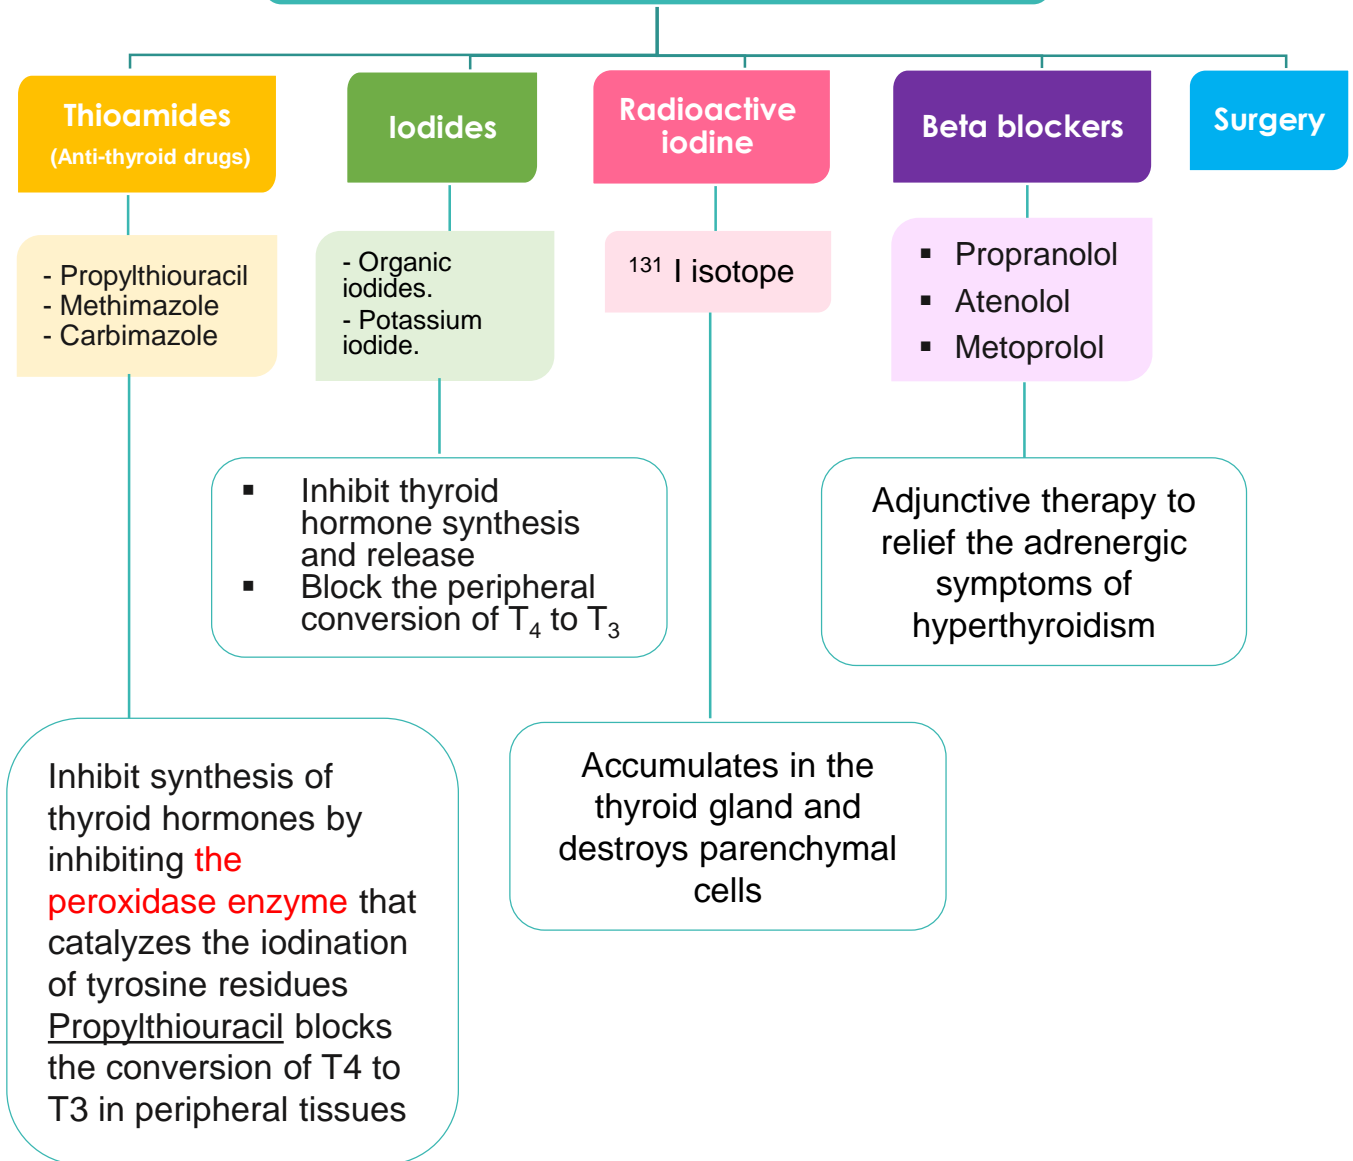 Thioamides
(Anti-thyroid drugs)
Iodides
Radioactive
iodine
Beta blockers
Surgery
- Propylthiouracil
- Methimazole
- Carbimazole
- Organic
iodides.
- Potassium
iodide.
¹³¹ I isotope
▪ Propranolol
▪ Atenolol
▪ Metoprolol
▪ Inhibit thyroid
hormone synthesis
and release
▪ Block the peripheral
conversion of T₄ to T₃
Adjunctive therapy to
relief the adrenergic
symptoms of
hyperthyroidism
Inhibit synthesis of
thyroid hormones by
inhibiting the
peroxidase enzyme that
catalyzes the iodination
of tyrosine residues
Propylthiouracil blocks
the conversion of T4 to
T3 in peripheral tissues
Accumulates in the
thyroid gland and
destroys parenchymal
cells